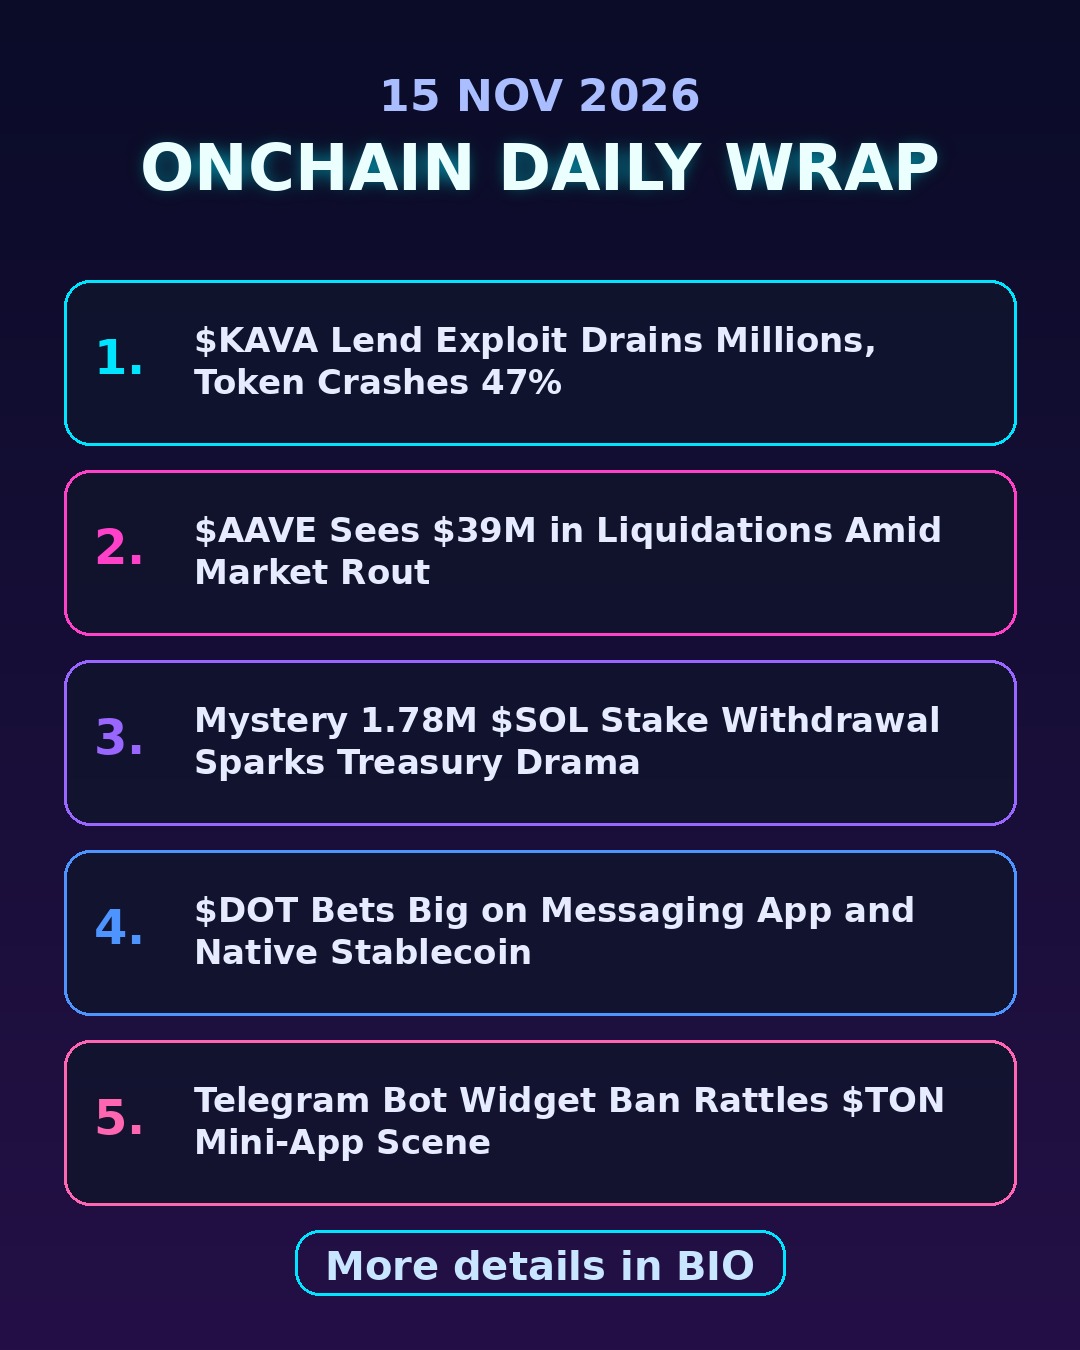 15 NOV 2026
ONCHAIN DAILY WRAP
1.
$KAVA Lend Exploit Drains Millions,
Token Crashes 47%
2.
$AAVE Sees $39M in Liquidations Amid
Market Rout
3.
Mystery 1.78M $SOL Stake Withdrawal
Sparks Treasury Drama
4.
$DOT Bets Big on Messaging App and
Native Stablecoin
5.
Telegram Bot Widget Ban Rattles $TON
Mini-App Scene
More details in BIO